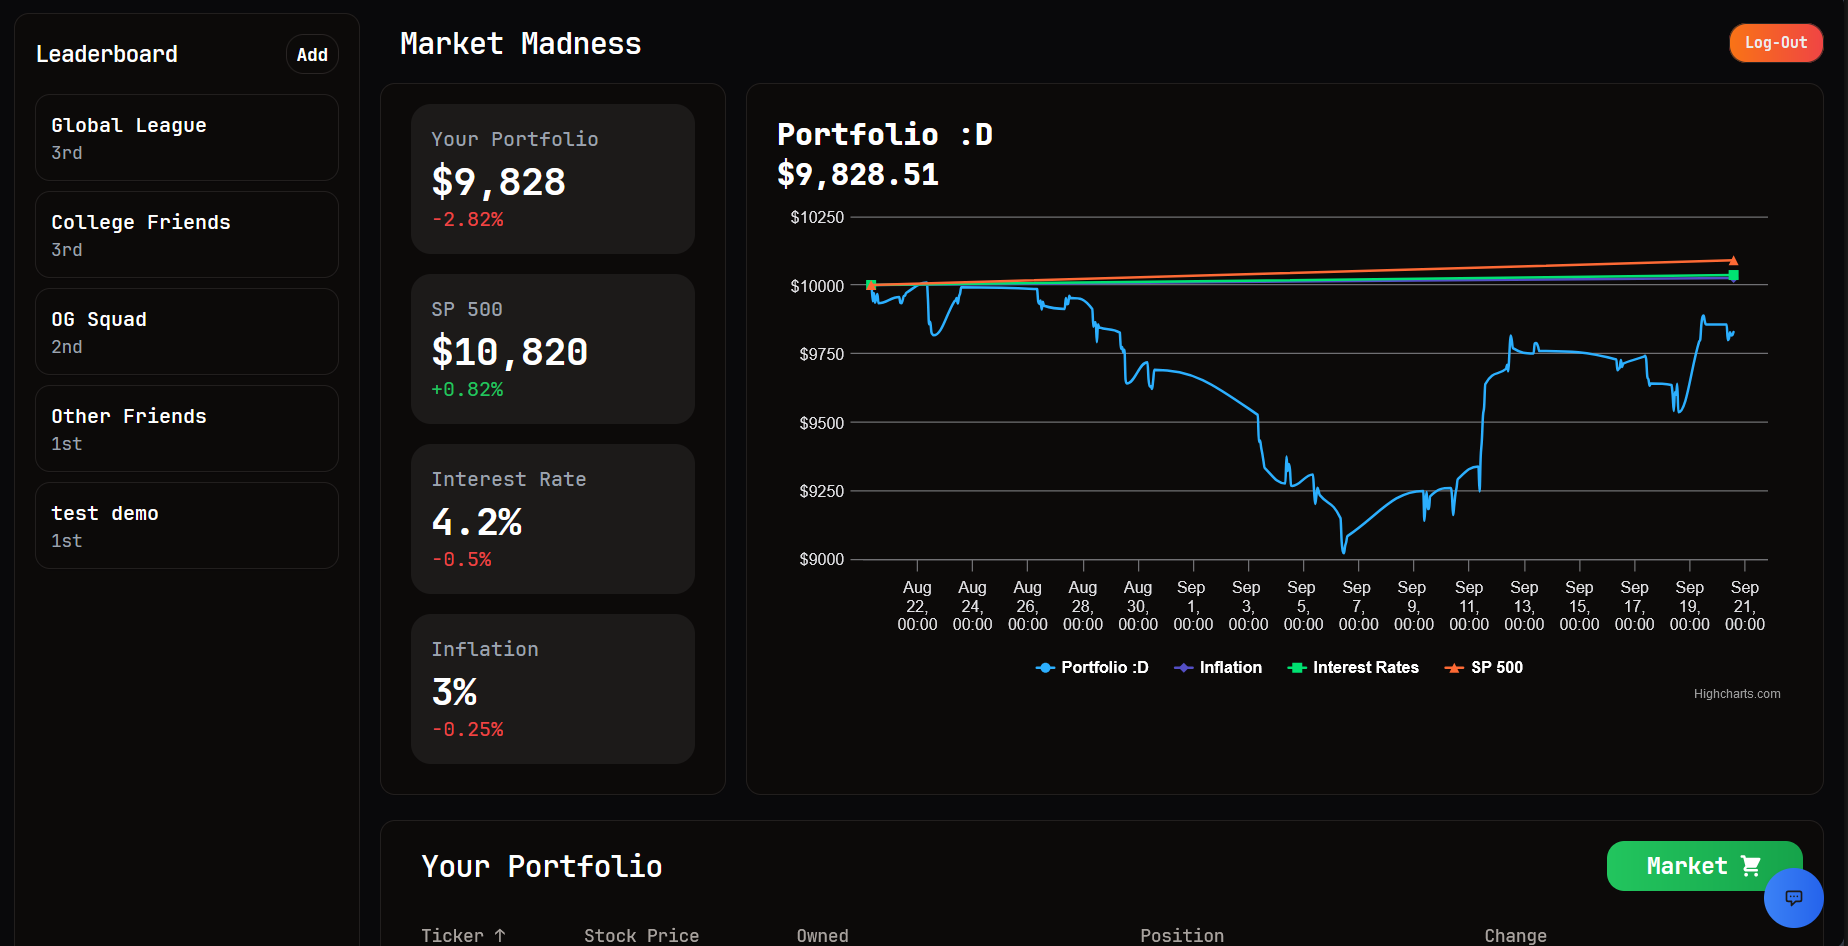 Leaderboard
Add
Global League
3rd
College Friends
3rd
OG Squad
2nd
Other Friends
1st
test demo
1st
Market Madness
Log-Out
Your Portfolio
$9,828
-2.82%
SP 500
$10,820
+0.82%
Interest Rate
4.2%
-0.5%
Inflation
3%
-0.25%
Portfolio :D
$9,828.51
$10250
$10000
$9750
$9500
$9250
$9000
Aug 22, 00:00
Aug 24, 00:00
Aug 26, 00:00
Aug 28, 00:00
Aug 30, 00:00
Sep 1, 00:00
Sep 3, 00:00
Sep 5, 00:00
Sep 7, 00:00
Sep 9, 00:00
Sep 11, 00:00
Sep 13, 00:00
Sep 15, 00:00
Sep 17, 00:00
Sep 19, 00:00
Sep 21, 00:00
Portfolio :D Inflation Interest Rates SP 500
Highcharts.com
Your Portfolio
Market
Ticker ↑ Stock Price Owned Position Change